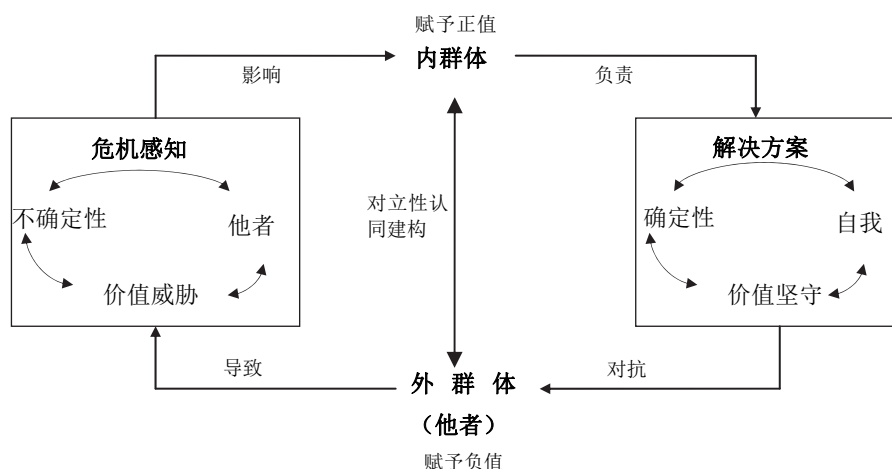 赋予正值
内群体
影响
负责
危机感知
不确定性
他者
价值威胁
对立性认
同建构
解决方案
确定性
自我
价值坚守
导致
对抗
外 群 体
（他者）
赋予负值